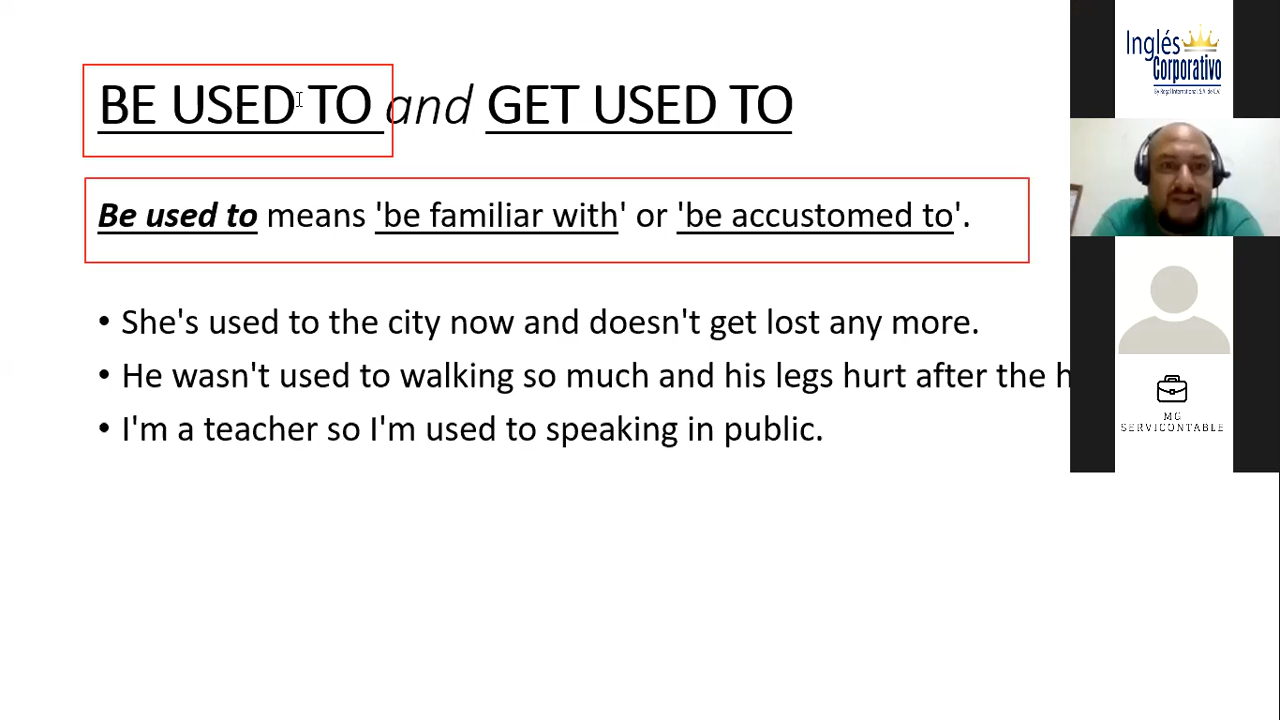 BE USED TO and GET USED TO
Be used to means 'be familiar with' or 'be accustomed to'.
• She's used to the city now and doesn't get lost any more.
• He wasn't used to walking so much and his legs hurt after the h
• I'm a teacher so I'm used to speaking in public.
Inglés
Corporativo
MG
SERVICONTABLE